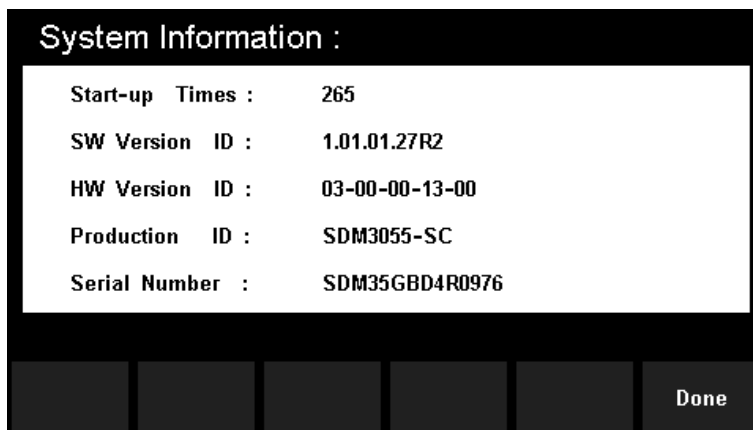 System Information :
Start-up Times : 265
SW Version ID : 1.01.01.27R2
HW Version ID : 03-00-00-13-00
Production ID : SDM3055-SC
Serial Number : SDM35GBD4R0976
Done